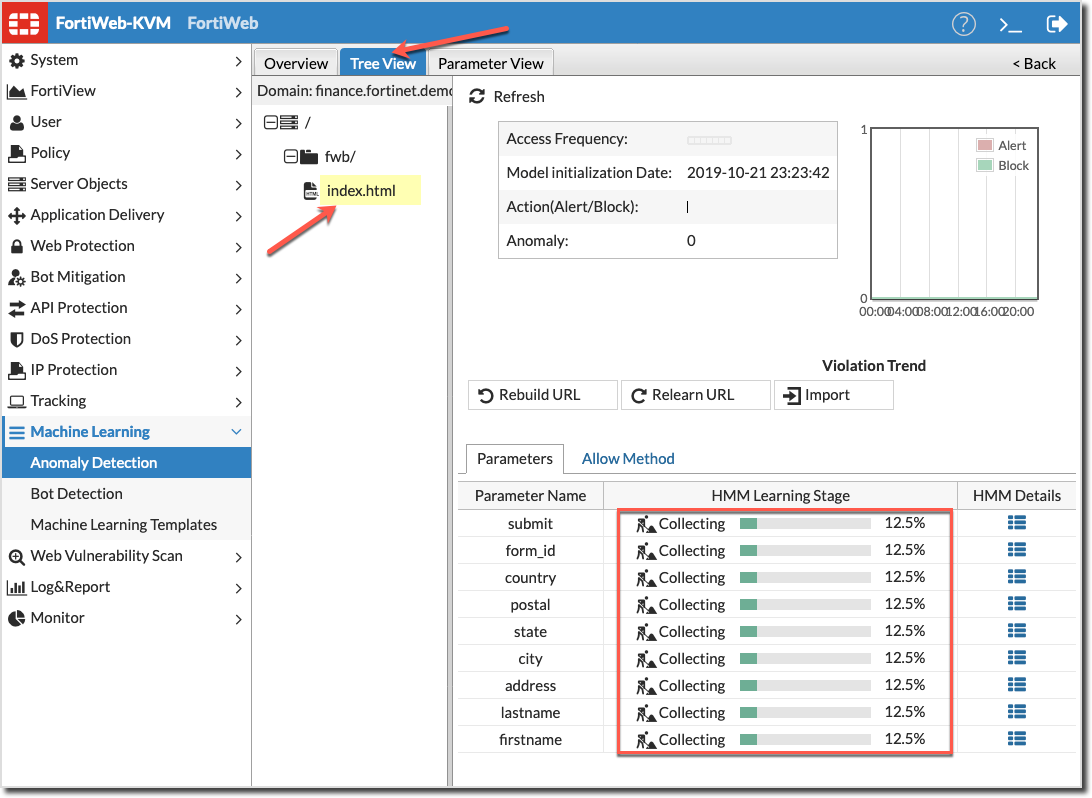 FortiWeb-KVM FortiWeb
System
FortiView
User
Policy
Server Objects
Application Delivery
Web Protection
Bot Mitigation
API Protection
DoS Protection
IP Protection
Tracking
Machine Learning
Anomaly Detection
Bot Detection
Machine Learning Templates
Web Vulnerability Scan
Log&Report
Monitor
Overview Tree View Parameter View < Back
Domain: finance.fortinet.demo
/
fwb/
index.html
Refresh
Access Frequency:
Model initialization Date: 2019-10-21 23:23:42
Action(Alert/Block): |
Anomaly: 0
1
Alert
Block
0
00:00 04:00 08:00 12:00 16:00 20:00
Violation Trend
Rebuild URL Relearn URL Import
Parameters Allow Method
Parameter Name HMM Learning Stage HMM Details
submit Collecting 12.5%
form_id Collecting 12.5%
country Collecting 12.5%
postal Collecting 12.5%
state Collecting 12.5%
city Collecting 12.5%
address Collecting 12.5%
lastname Collecting 12.5%
firstname Collecting 12.5%